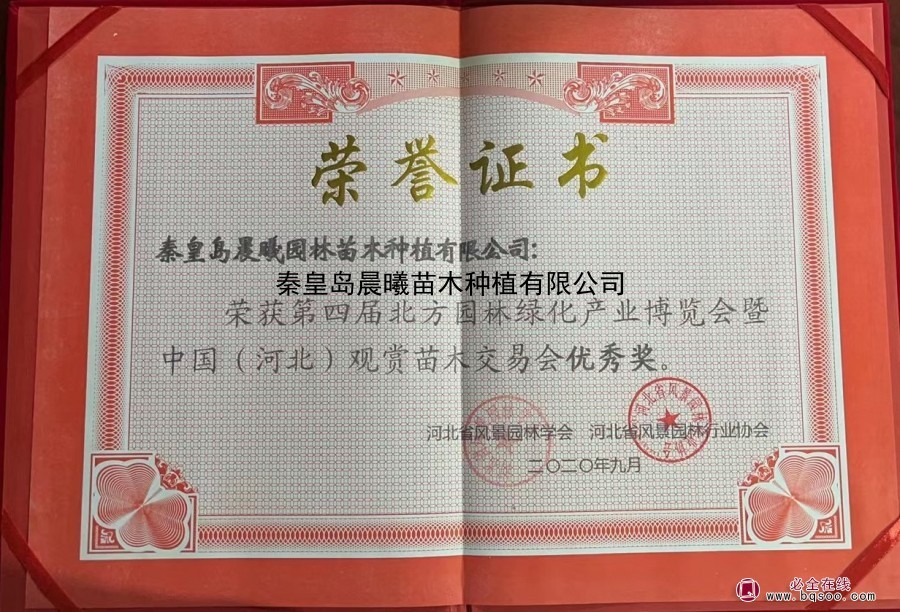 荣誉证书
秦皇岛晨曦园林苗木种植有限公司:
秦皇岛晨曦苗木种植有限公司
荣获第四届北方园林绿化产业博览会暨
中国（河北）观赏苗木交易会优秀奖。
河北省风景园林学会 河北省风景园林行业协会
二〇二〇年九月
必全在线
www.bqsoo.com